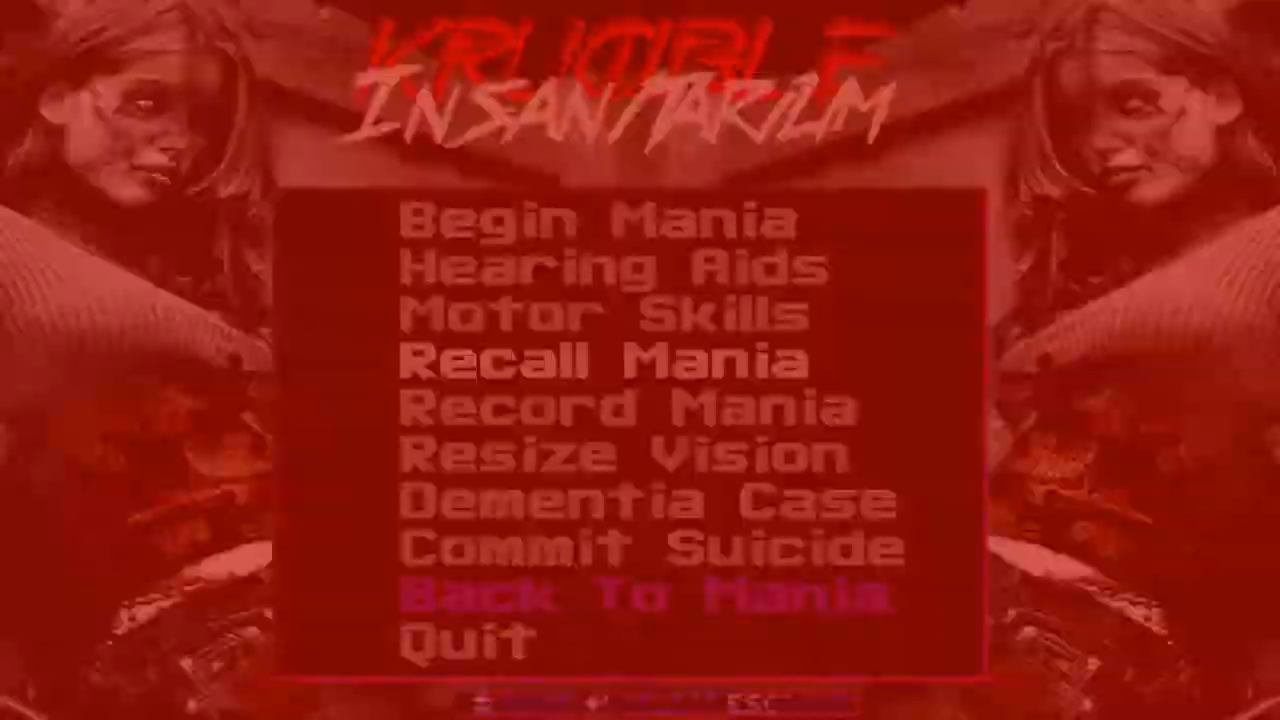 KRUCIBLE
INSANITARIUM
Begin Mania
Hearing Aids
Motor Skills
Recall Mania
Record Mania
Resize Vision
Dementia Case
Commit Suicide
Back To Mania
Quit
ESC